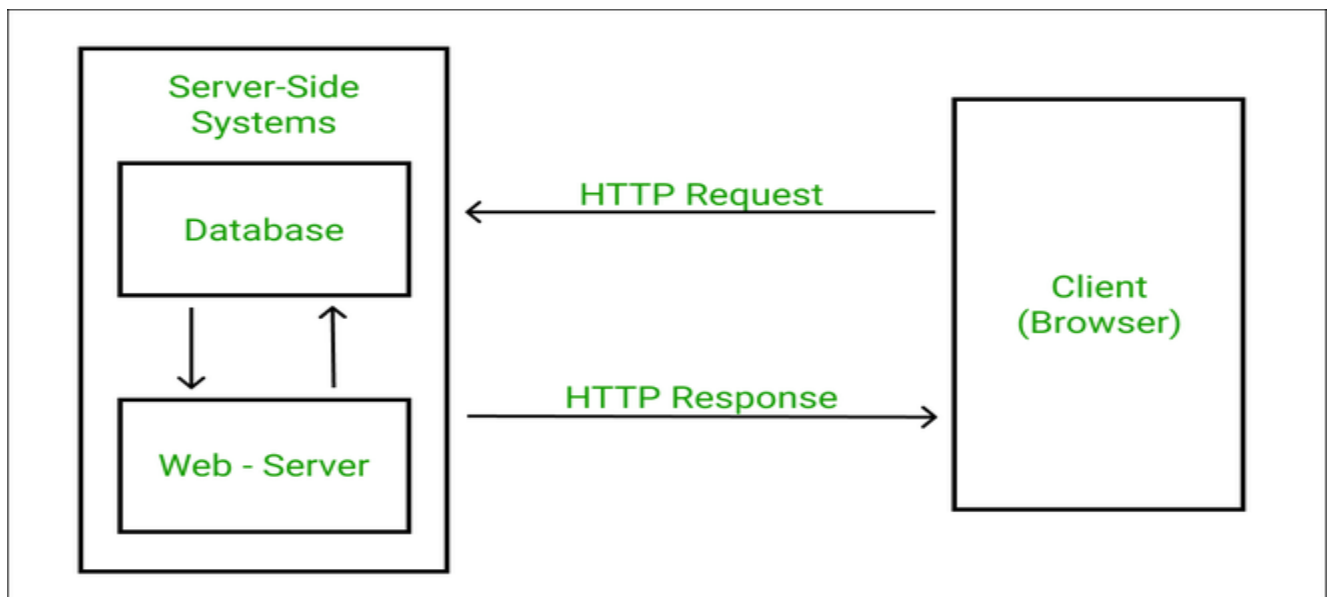 Server-Side
Systems
Database
Web - Server
HTTP Request
HTTP Response
Client
(Browser)